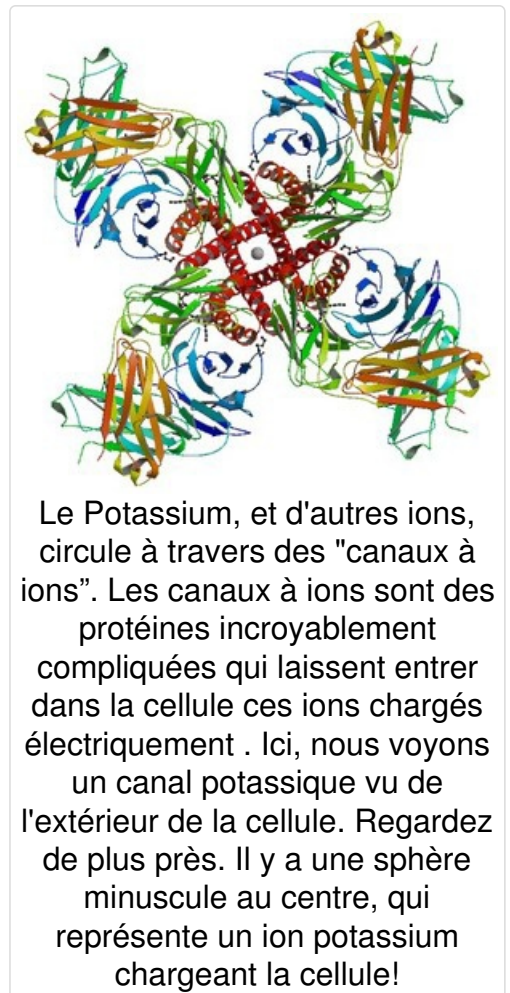 Le Potassium, et d'autres ions,
circule à travers des "canaux à
ions”. Les canaux à ions sont des
protéines incroyablement
compliquées qui laissent entrer
dans la cellule ces ions chargés
électriquement . Ici, nous voyons
un canal potassique vu de
l'extérieur de la cellule. Regardez
de plus près. Il y a une sphère
minuscule au centre, qui
représente un ion potassium
chargeant la cellule!